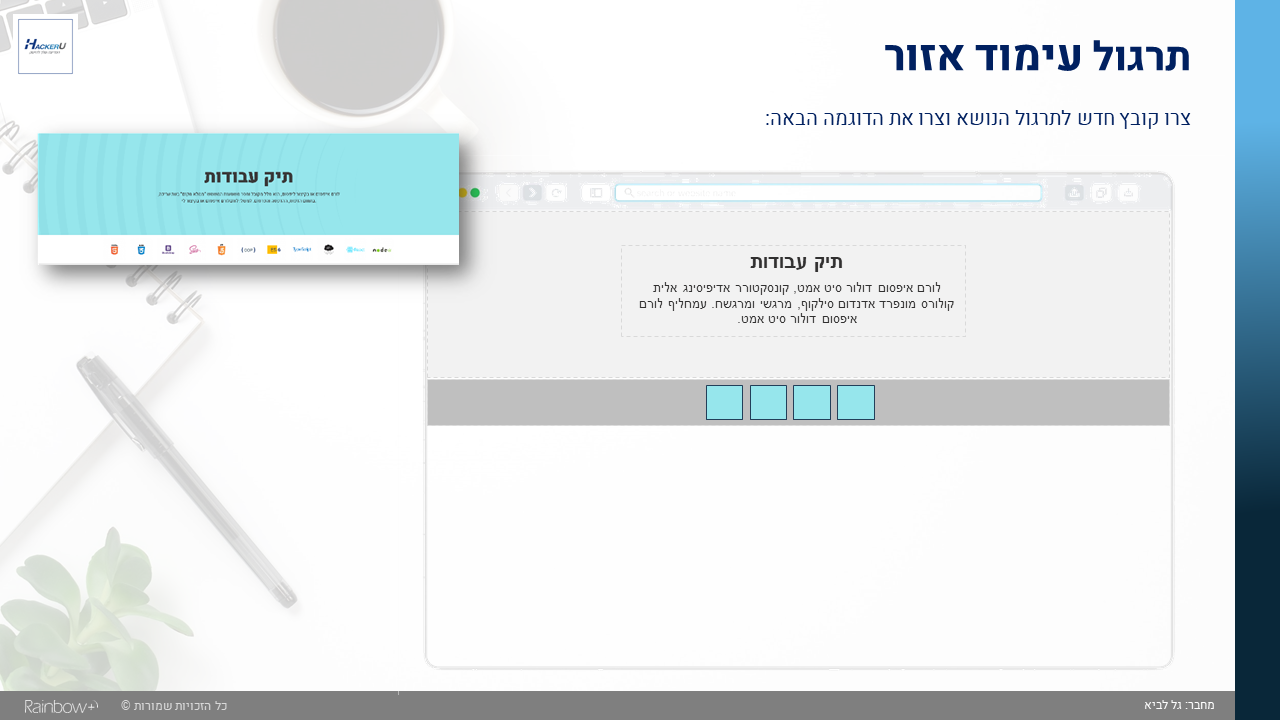 HACKERU
תרגול עימוד אזור
צרו קובץ חדש לתרגול הנושא וצרו את הדוגמה הבאה:
תיק עבודות
תיק עבודות
לורם איפסום דולור סיט אמט, קונסקטורר אדיפיסינג אלית
קולורס מונפרד אדנדום סילקוף, מרגשי ומרגשח. עמחליף לורם
איפסום דולור סיט אמט.
מחבר: גל לביא
כל הזכויות שמורות ©
Rainbow+